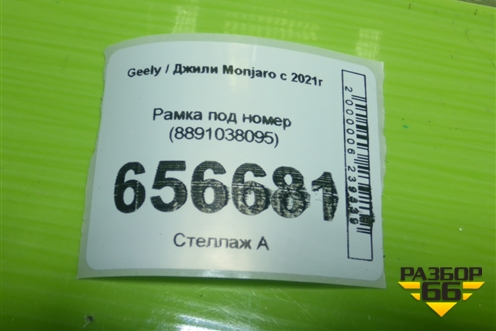 Geely / Джили Monjaro с 2021г
Рамка под номер
(8891038095)
656681
Стеллаж А
РАЗБОР
66